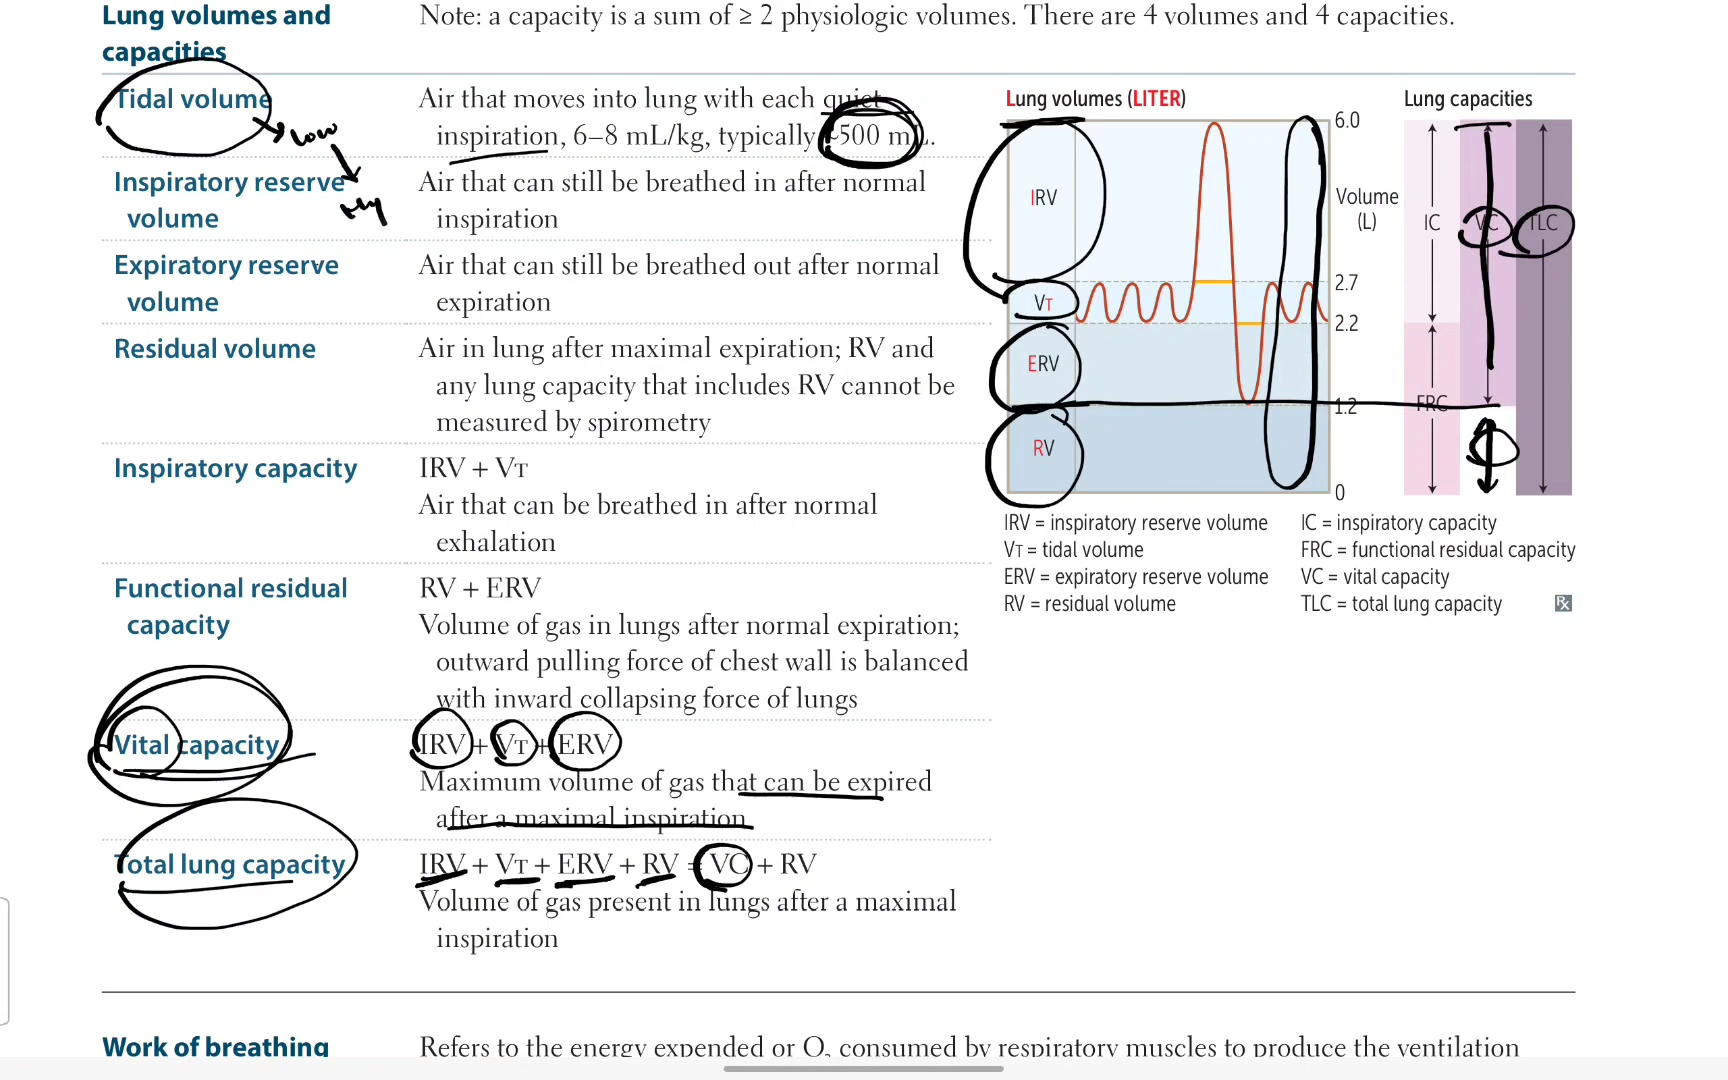 Lung volumes and
capacities
Note: a capacity is a sum of ≥ 2 physiologic volumes. There are 4 volumes and 4 capacities.
Tidal volume
Air that moves into lung with each quiet
inspiration, 6–8 mL/kg, typically ~500 mL.
low
Inspiratory reserve
volume
Air that can still be breathed in after normal
inspiration
Expiratory reserve
volume
Air that can still be breathed out after normal
expiration
Residual volume
Air in lung after maximal expiration; RV and
any lung capacity that includes RV cannot be
measured by spirometry
Inspiratory capacity
IRV + VT
Air that can be breathed in after normal
exhalation
Functional residual
capacity
RV + ERV
Volume of gas in lungs after normal expiration;
outward pulling force of chest wall is balanced
with inward collapsing force of lungs
Vital capacity
IRV + VT + ERV
Maximum volume of gas that can be expired
after a maximal inspiration
Total lung capacity
IRV + VT + ERV + RV = VC + RV
Volume of gas present in lungs after a maximal
inspiration
Lung volumes (LITER)
Lung capacities
6.0
IRV
Volume
(L)
IC
VC
TLC
2.7
VT
2.2
ERV
1.2
FRC
RV
0
IRV = inspiratory reserve volume
VT = tidal volume
ERV = expiratory reserve volume
RV = residual volume
IC = inspiratory capacity
FRC = functional residual capacity
VC = vital capacity
TLC = total lung capacity
Rx
Work of breathing
Refers to the energy expended or O2 consumed by respiratory muscles to produce the ventilation